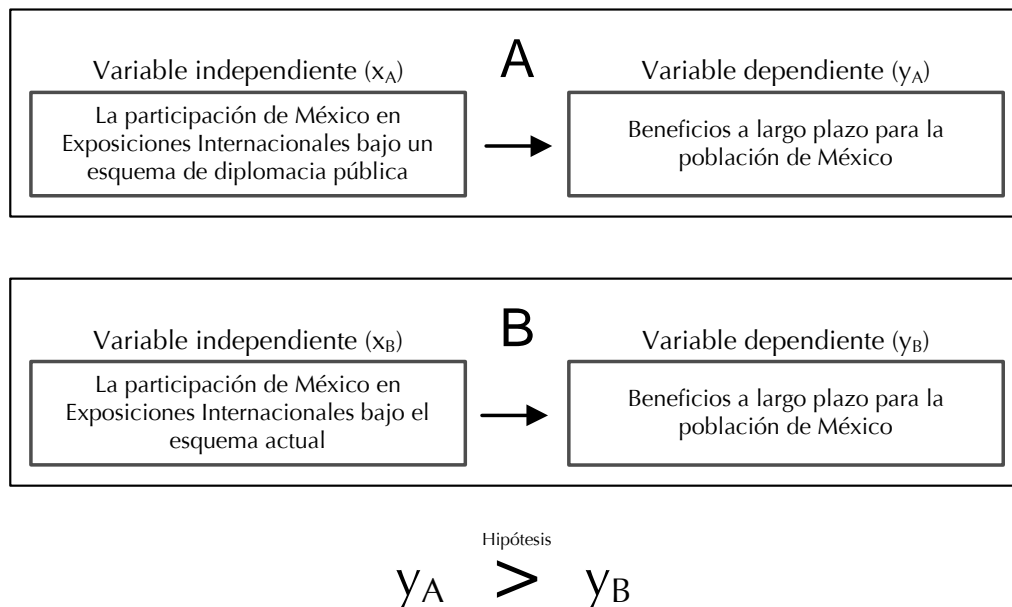 A
Variable independiente (xA)
La participación de México en
Exposiciones Internacionales bajo un
esquema de diplomacia pública
Variable dependiente (yA)
Beneficios a largo plazo para la
población de México
B
Variable independiente (xB)
La participación de México en
Exposiciones Internacionales bajo el
esquema actual
Variable dependiente (yB)
Beneficios a largo plazo para la
población de México
Hipótesis
yA > yB